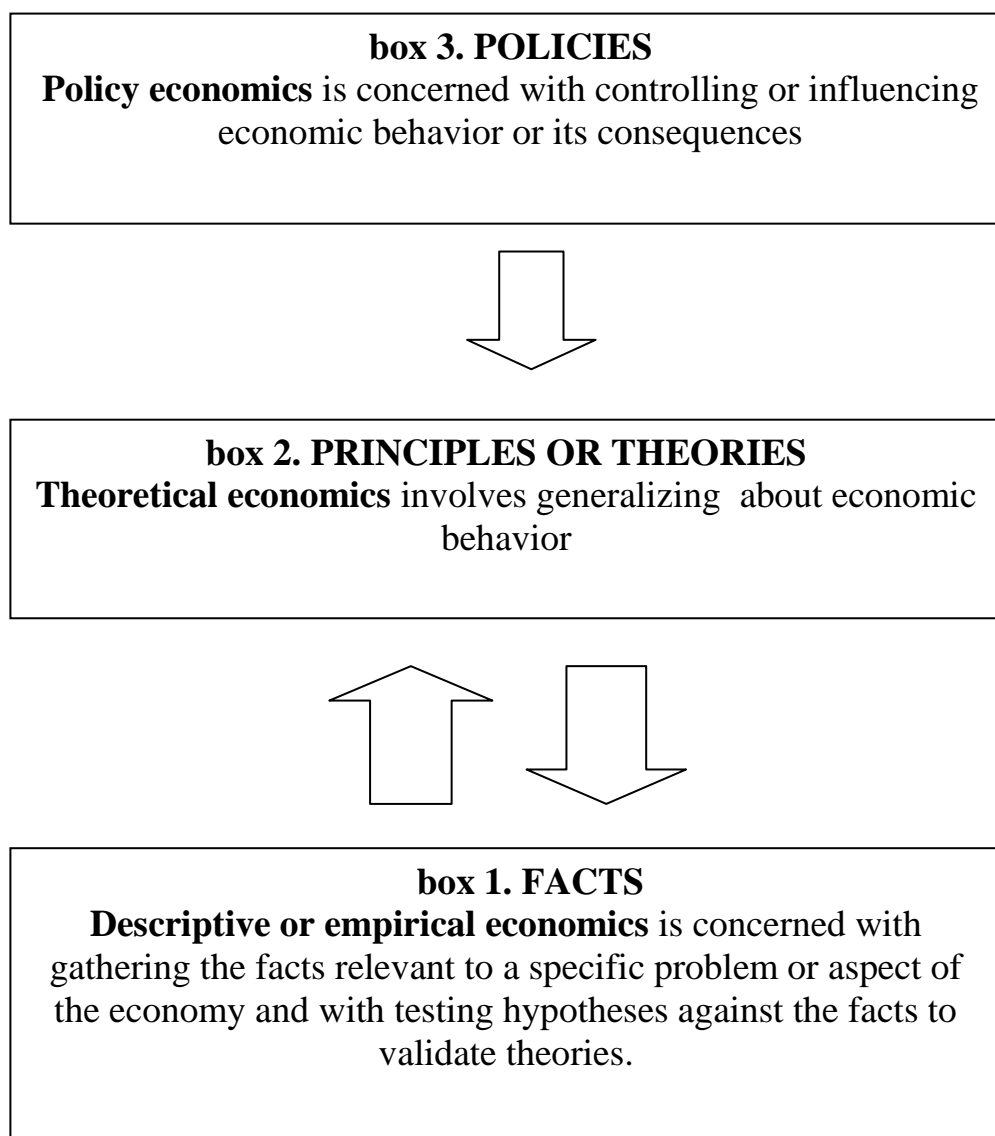 box 3. POLICIES
Policy economics is concerned with controlling or influencing
economic behavior or its consequences
box 2. PRINCIPLES OR THEORIES
Theoretical economics involves generalizing about economic
behavior
box 1. FACTS
Descriptive or empirical economics is concerned with
gathering the facts relevant to a specific problem or aspect of
the economy and with testing hypotheses against the facts to
validate theories.